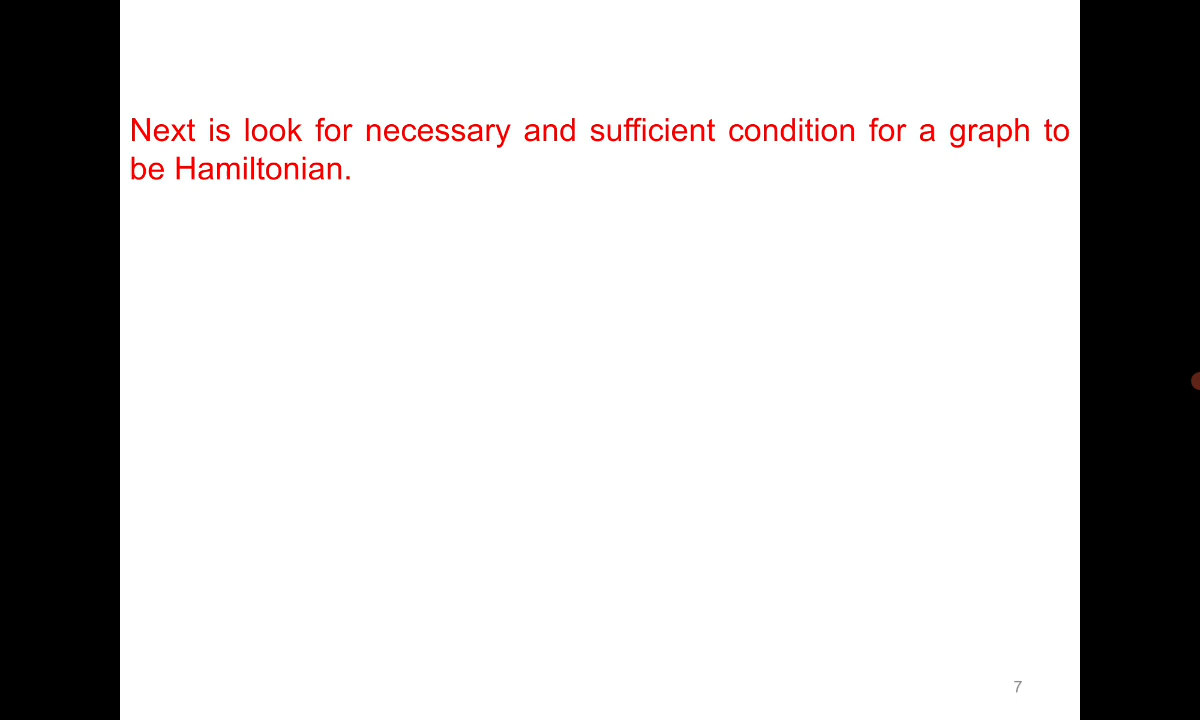 Next is look for necessary and sufficient condition for a graph to
be Hamiltonian.
7